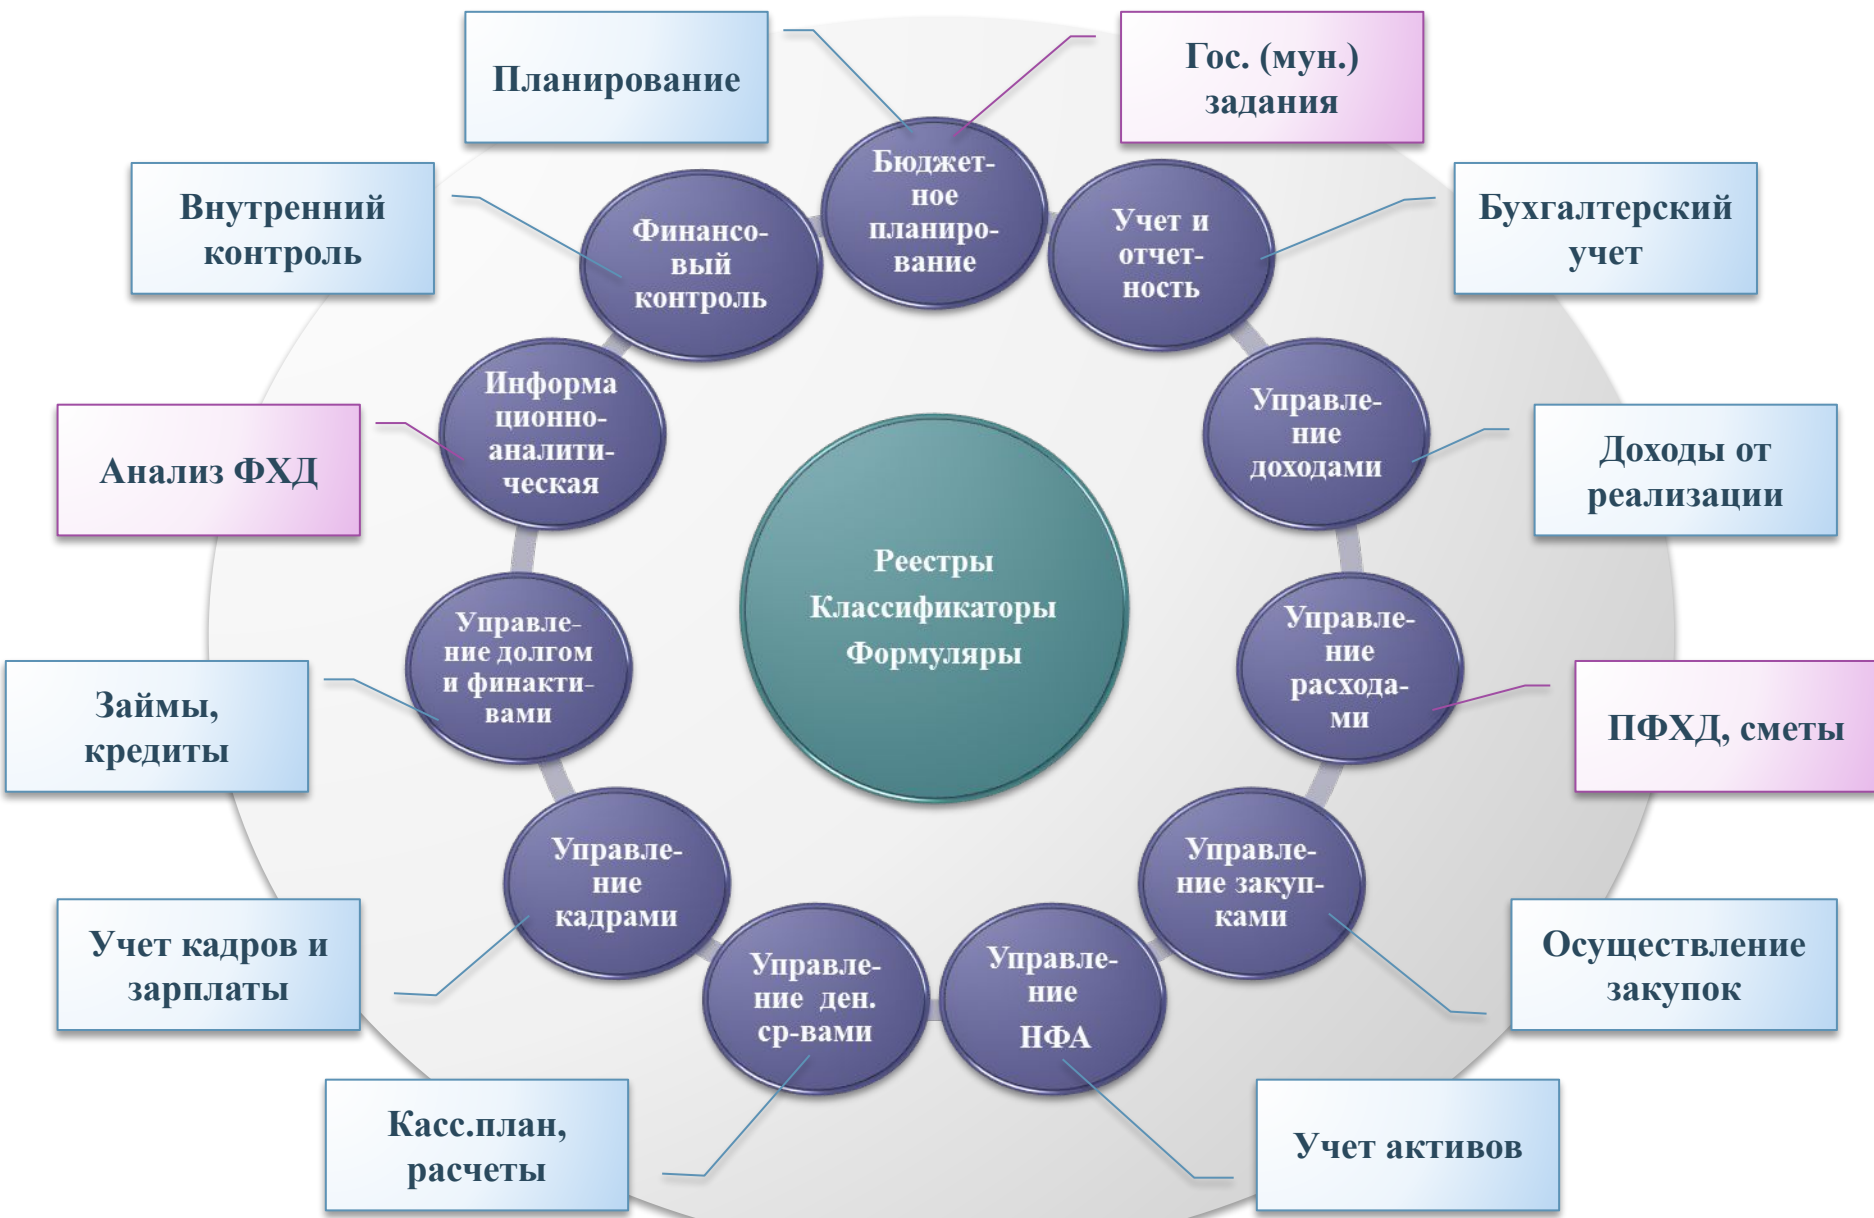 Планирование
Гос. (мун.)
задания
Внутренний
контроль
Бухгалтерский
учет
Бюджет-
ное
планиро-
вание
Финансо-
вый
контроль
Учет и
отчет-
ность
Информа
ционно-
аналити-
ческая
Управле-
ние
доходами
Анализ ФХД
Доходы от
реализации
Реестры
Классификаторы
Формуляры
Управле-
ние долгом
и финакти-
вами
Управле-
ние
расхода-
ми
Займы,
кредиты
ПФХД, сметы
Управле-
ние
кадрами
Управле-
ние закуп-
ками
Учет кадров и
зарплаты
Управле-
ние ден.
ср-вами
Управле-
ние
НФА
Осуществление
закупок
Касс.план,
расчеты
Учет активов